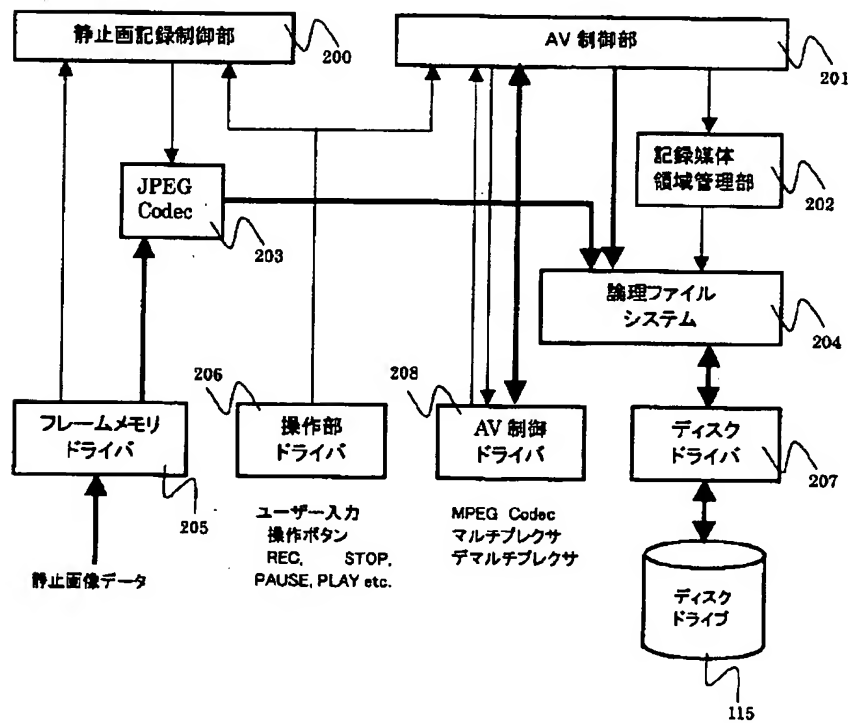 静止画記録制御部
200
AV 制御部
201
記録媒体
領域管理部
202
JPEG
Codec
203
論理ファイル
システム
204
フレームメモリ
ドライバ
205
206
操作部
ドライバ
208
AV 制御
ドライバ
ディスク
ドライバ
207
静止画像データ
ユーザー入力
操作ボタン
REC, STOP,
PAUSE, PLAY etc.
MPEG Codec
マルチプレクサ
デマルチプレクサ
ディスク
ドライブ
115